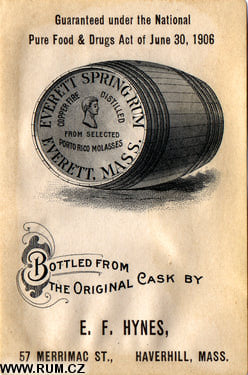 Guaranteed under the National
Pure Food & Drugs Act of June 30, 1906
EVERETT SPRING RUM
COPPER FIRE DISTILLED
FROM SELECTED
PORTO RICO MOLASSES
EVERETT, MASS.
BOTTLED FROM
THE ORIGINAL CASK BY
E. F. HYNES,
57 MERRIMAC ST., HAVERHILL, MASS.
www.RUM.CZ